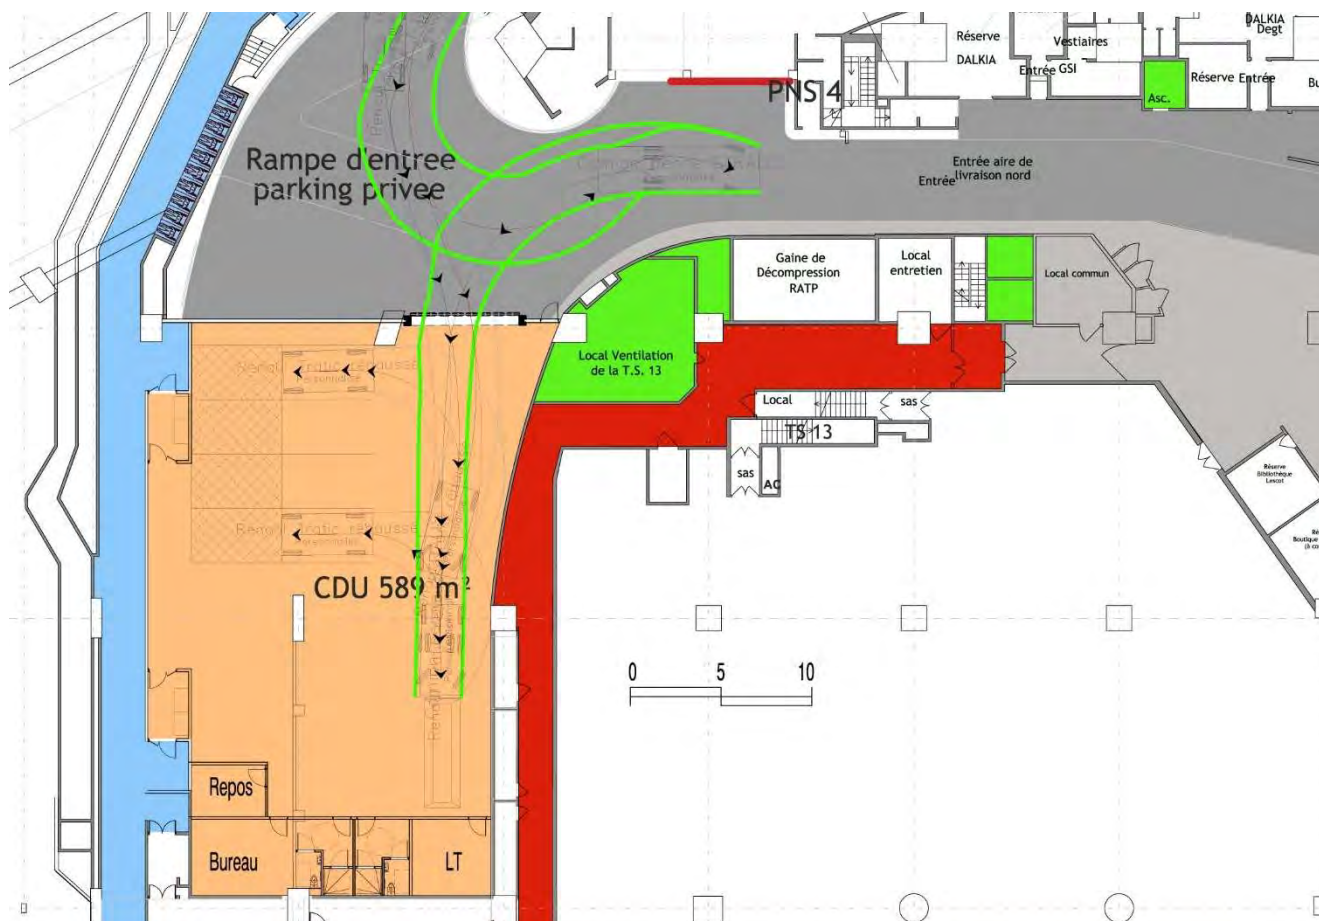 DALKIA
Degt
Réserve
DALKIA
Vestiaires
Entrée
GSI
Réserve
Entrée
Bu
Asc.
PNS 4
Rampe d'entree
parking privee
Entrée aire de
livraison nord
Entrée
Gaine de
Décompression
RATP
Local
entretien
Local commun
Local Ventilation
de la T.S. 13
Local
sas
TS 13
sas
AC
Réserve
Bibliothèque
Lescot
Boutique
CDU 589 m²
0 5 10
Repos
Bureau
LT